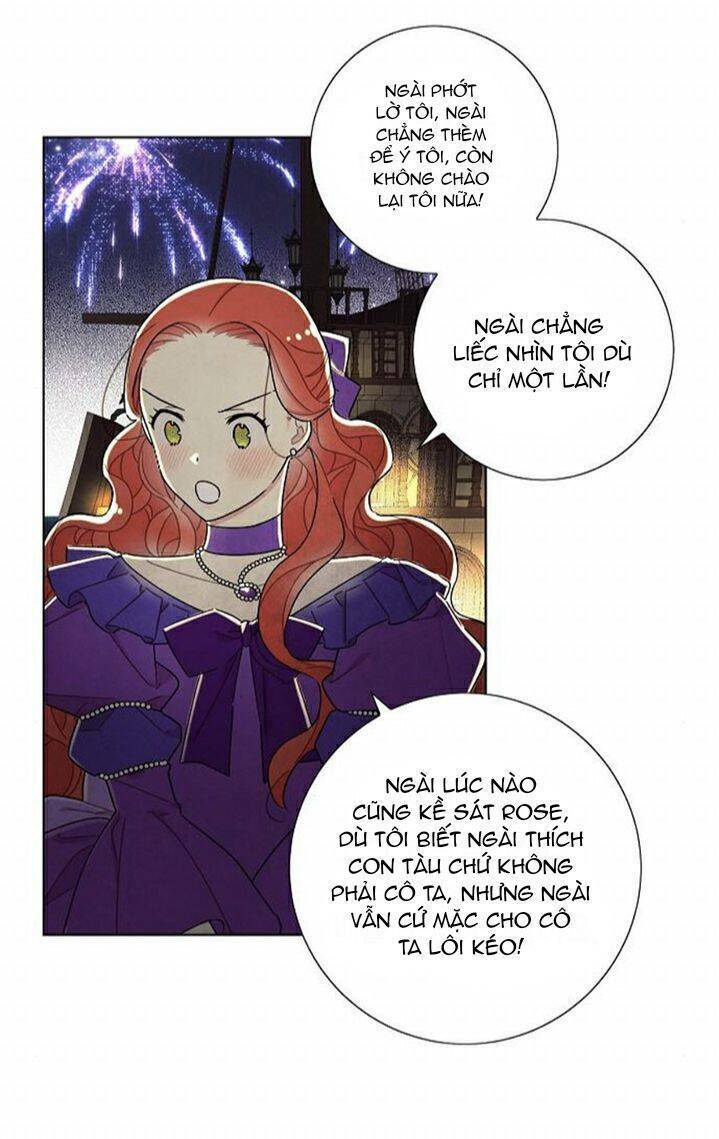 NGÀI PHỚT
LỜ TÔI, NGÀI
CHẲNG THÈM
ĐỂ Ý TÔI, CÒN
KHÔNG CHÀO
LẠI TÔI NỮA!
NGÀI CHẲNG
LIẾC NHÌN TÔI DÙ
CHỈ MỘT LẦN!
NGÀI LÚC NÀO
CŨNG KỀ SÁT ROSE,
DÙ TÔI BIẾT NGÀI THÍCH
CON TÀU CHỨ KHÔNG
PHẢI CÔ TA, NHƯNG NGÀI
VẪN CỨ MẶC CHO CÔ
TA LÔI KÉO!